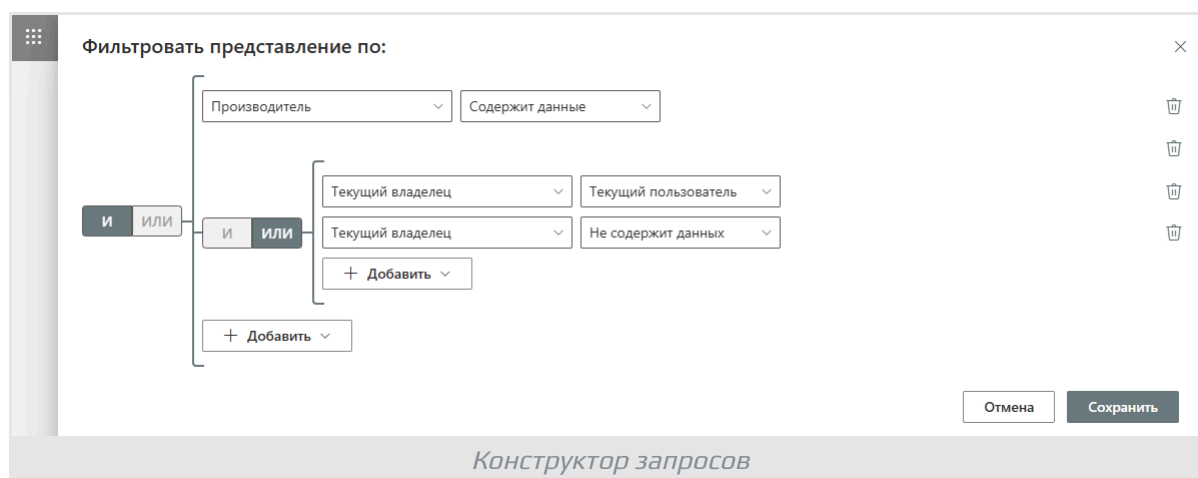 Фильтровать представление по:
Производитель Содержит данные
Текущий владелец Текущий пользователь
И ИЛИ
И ИЛИ
Текущий владелец Не содержит данных
+ Добавить
+ Добавить
Отмена Сохранить
Конструктор запросов